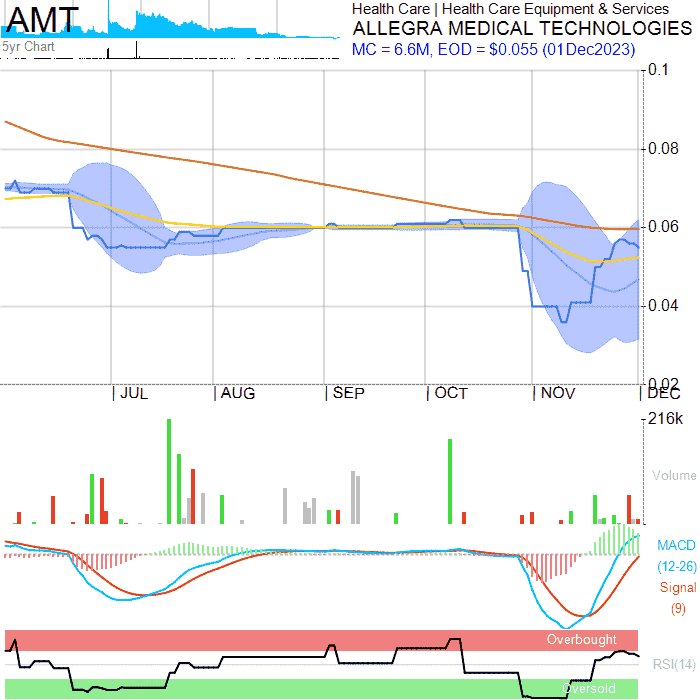 AMT
5yr Chart
Health Care | Health Care Equipment & Services
ALLEGRA MEDICAL TECHNOLOGIES
MC = 6.6M, EOD = $0.055 (01Dec2023)
0.1
0.08
0.06
0.04
0.02
JUL
AUG
SEP
OCT
NOV
DEC
216k
Volume
MACD
(12-26)
Signal
(9)
Overbought
RSI(14)
Oversold